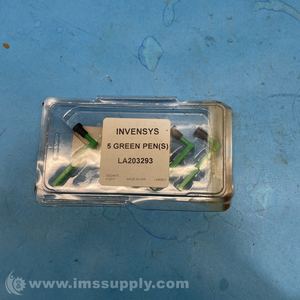 INVENSYS
5 GREEN PEN(S)
LA203293
www.imssupply.com